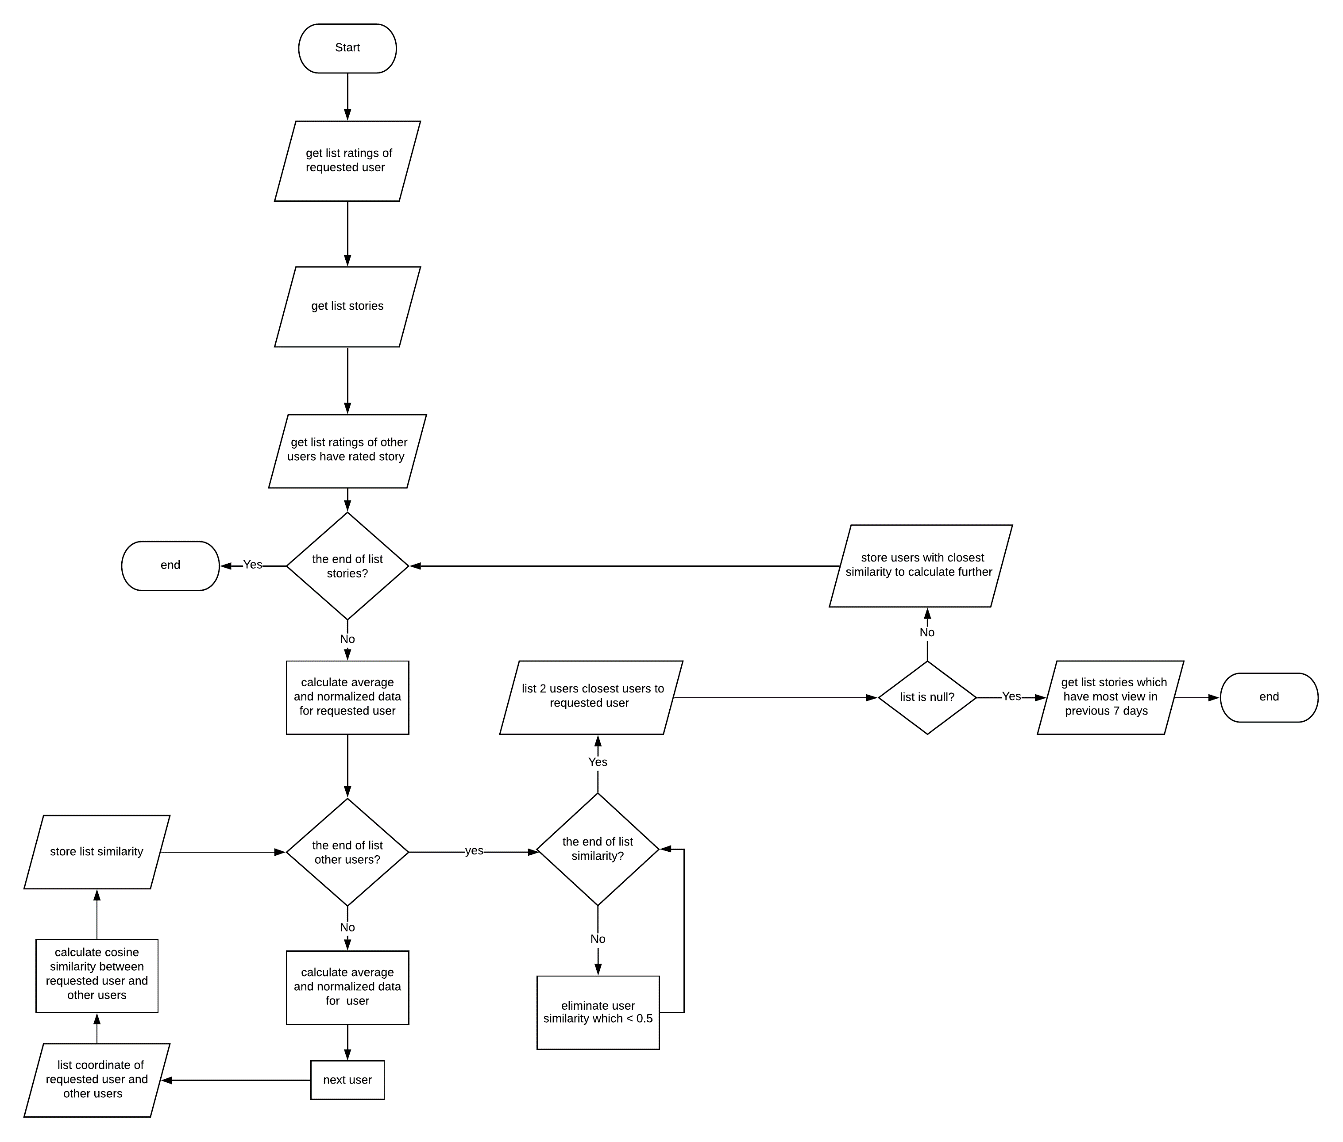 Start
get list ratings of
requested user
get list stories
get list ratings of other
users have rated story
the end of list
stories?
Yes
end
No
calculate average
and normalized data
for requested user
the end of list
other users?
No
calculate average
and normalized data
for user
next user
list coordinate of
requested user and
other users
calculate cosine
similarity between
requested user and
other users
store list similarity
yes
the end of list
similarity?
No
eliminate user
similarity which < 0.5
Yes
list 2 users closest users to
requested user
list is null?
No
store users with closest
similarity to calculate further
Yes
get list stories which
have most view in
previous 7 days
end